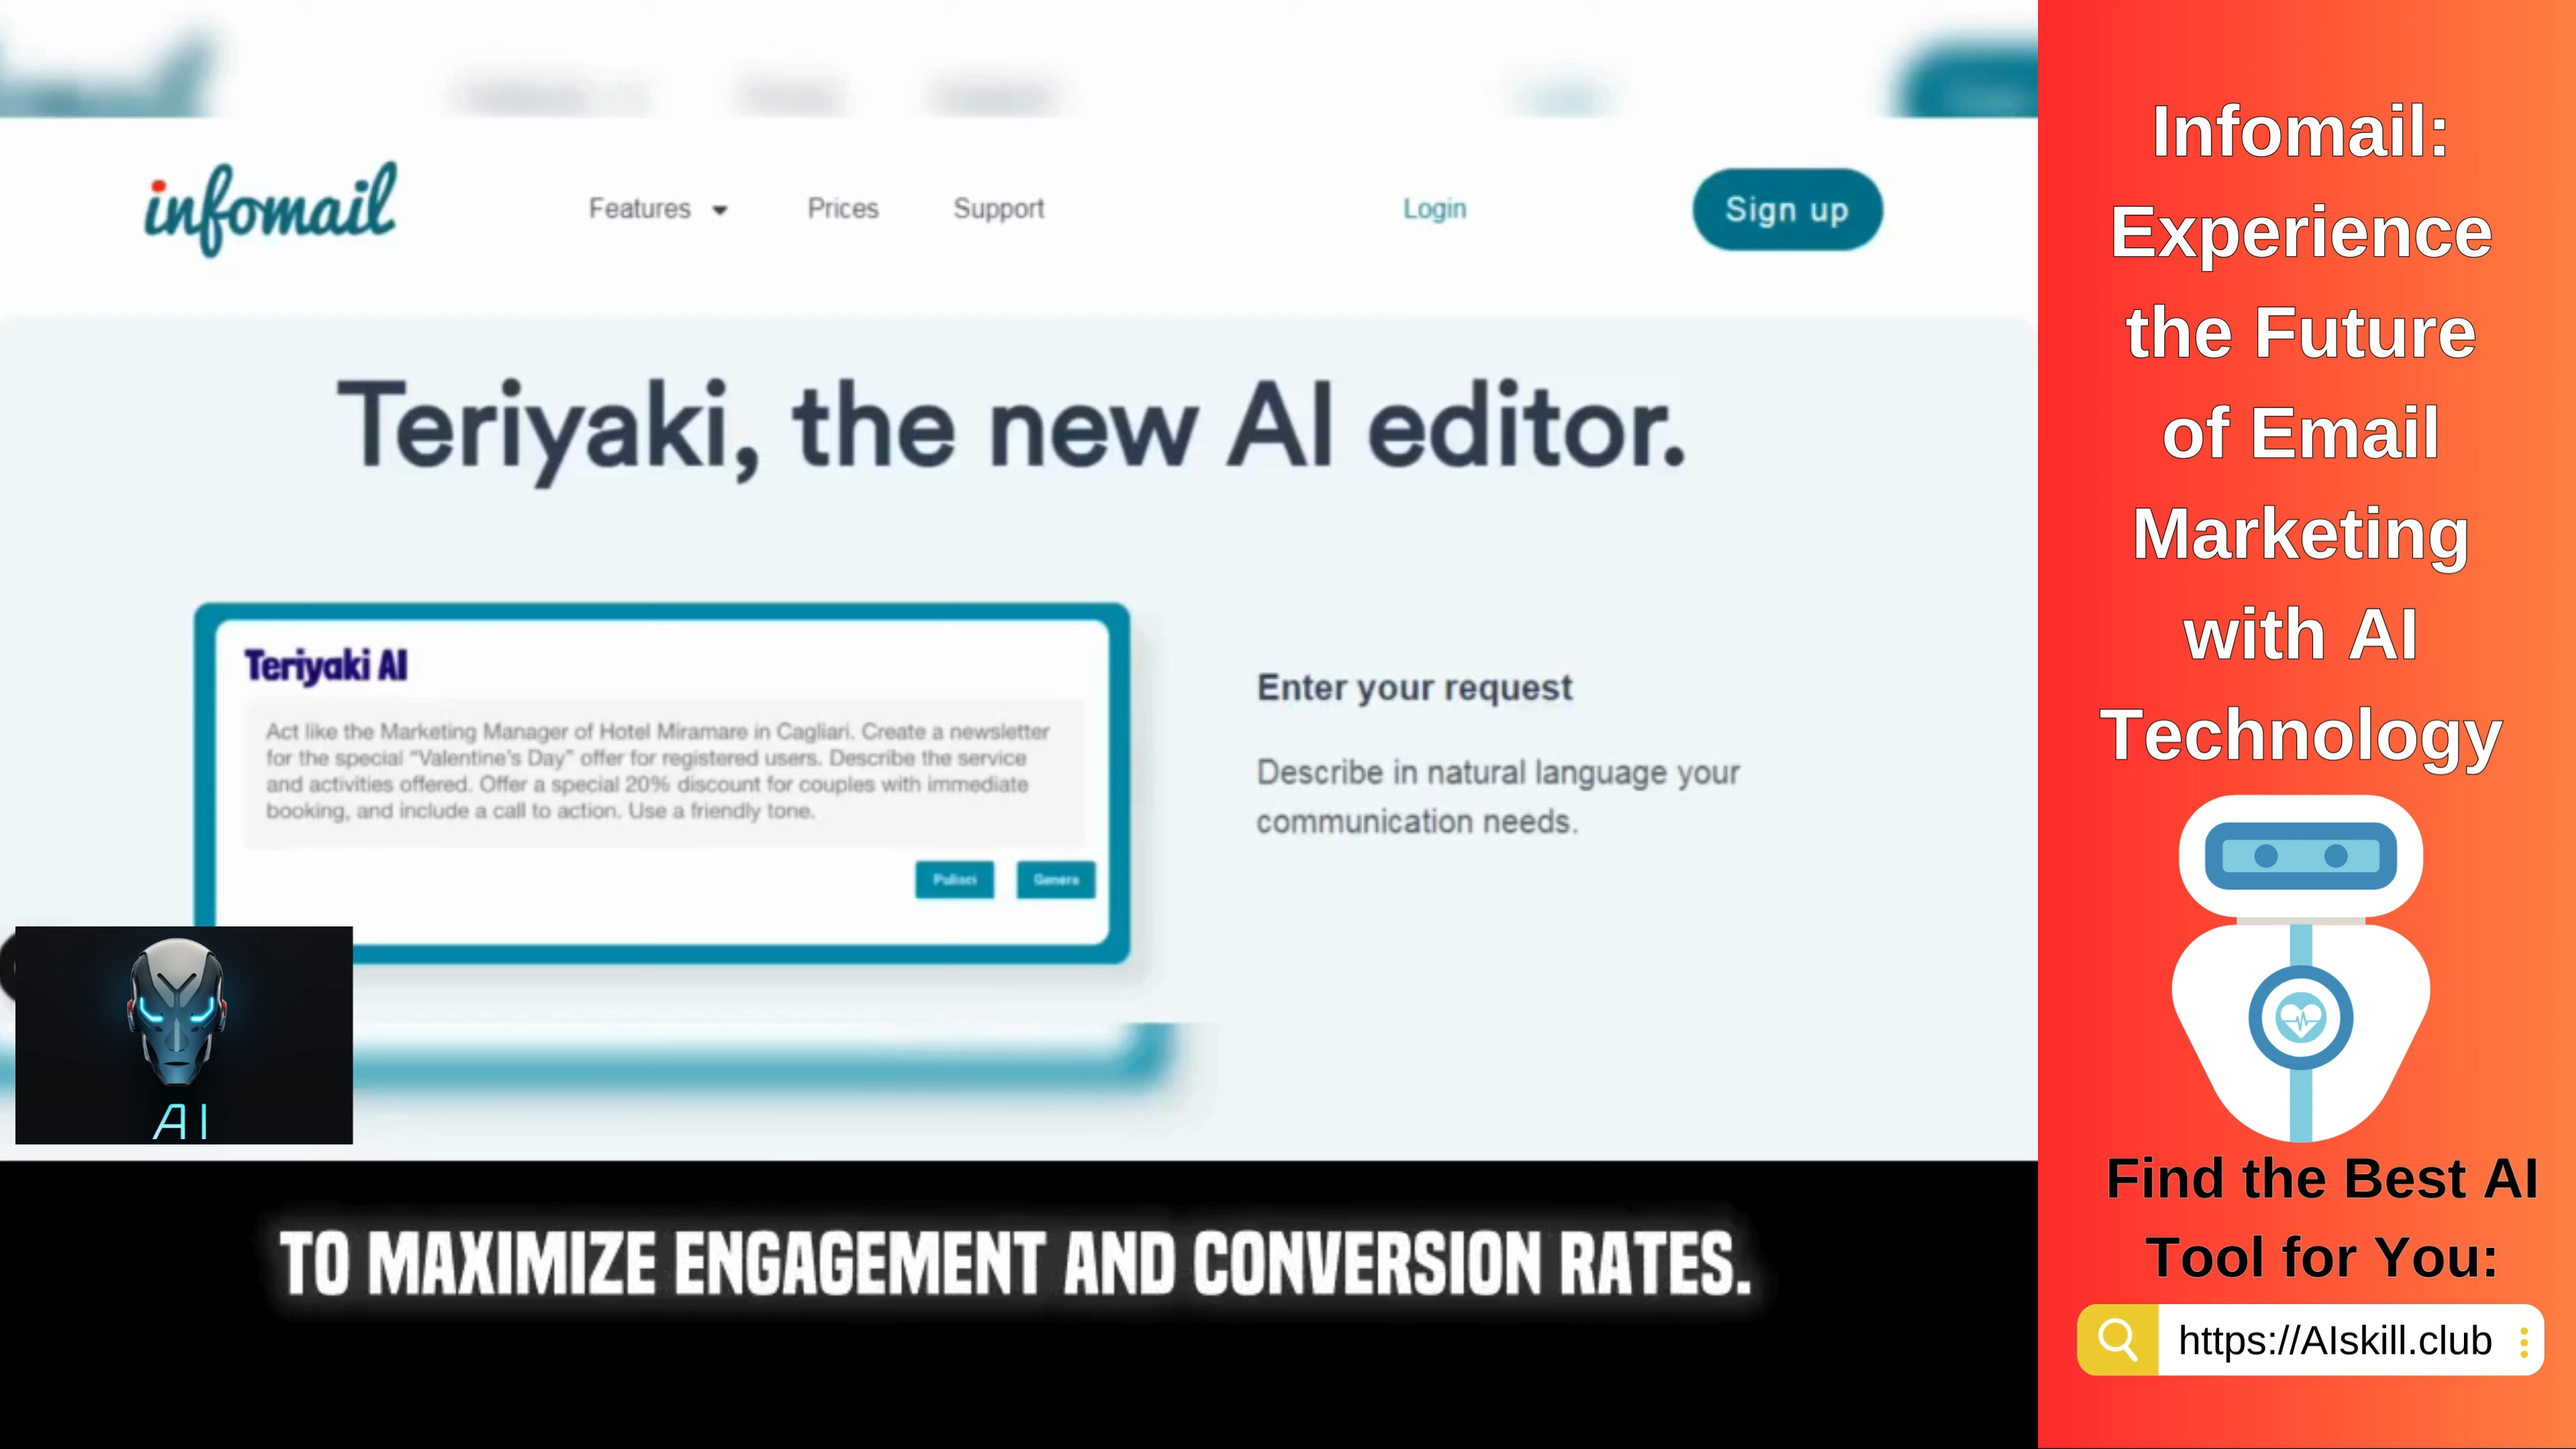 infomail
Features
Prices
Support
Login
Sign up
Teriyaki, the new AI editor.
Teriyaki AI
Act like the Marketing Manager of Hotel Miramare in Cagliari. Create a newsletter
for the special “Valentine’s Day” offer for registered users. Describe the service
and activities offered. Offer a special 20% discount for couples with immediate
booking, and include a call to action. Use a friendly tone.
Pulisci
Genera
Enter your request
Describe in natural language your
communication needs.
AI
TO MAXIMIZE ENGAGEMENT AND CONVERSION RATES.
Infomail:
Experience
the Future
of Email
Marketing
with AI
Technology
Find the Best AI
Tool for You:
https://AIskill.club